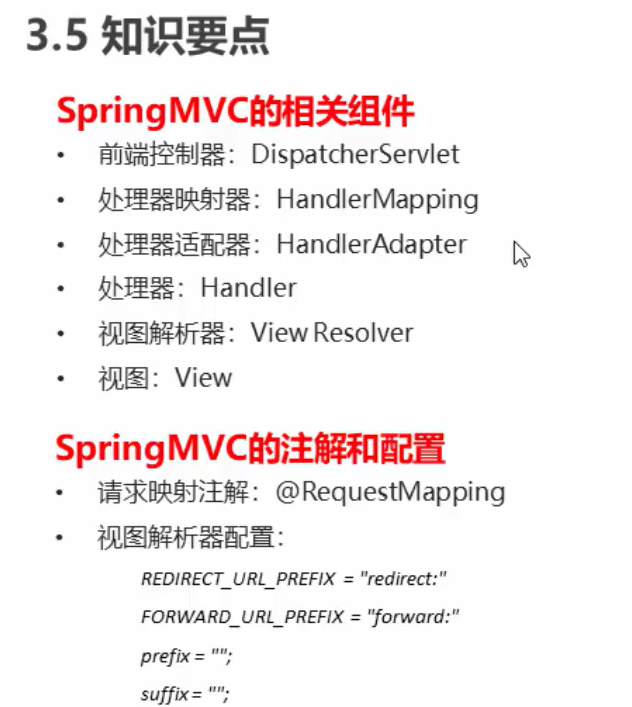 3.5 知识要点
SpringMVC的相关组件
• 前端控制器：DispatcherServlet
• 处理器映射器：HandlerMapping
• 处理器适配器：HandlerAdapter
• 处理器：Handler
• 视图解析器：View Resolver
• 视图：View
SpringMVC的注解和配置
• 请求映射注解：@RequestMapping
• 视图解析器配置：
REDIRECT_URL_PREFIX = "redirect:"
FORWARD_URL_PREFIX = "forward:"
prefix = "";
suffix = "";